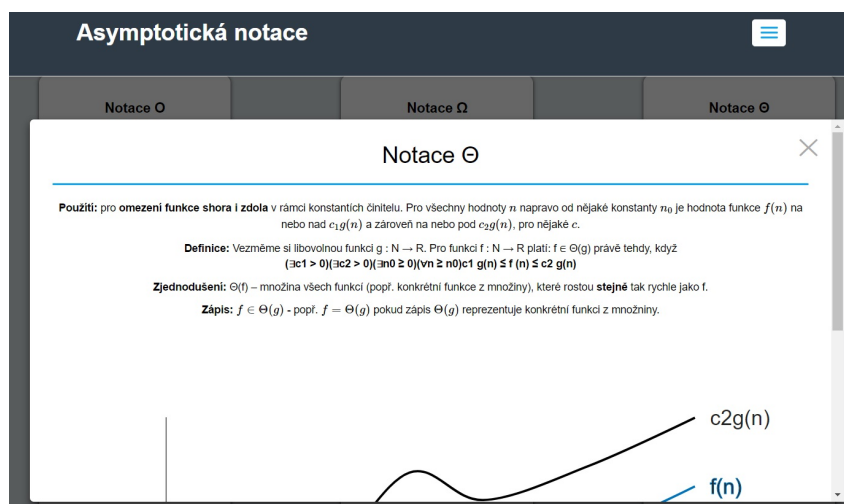 Asymptotická notace
Notace O
Notace Ω
Notace Θ
Notace Θ
Použití: pro omezení funkce shora i zdola v rámci konstantích činitelu. Pro všechny hodnoty n napravo od nějaké konstanty n₀ je hodnota funkce f(n) na
nebo nad c₁g(n) a zároveň na nebo pod c₂g(n), pro nějaké c.
Definice: Vezměme si libovolnou funkci g : N → R. Pro funkci f : N → R platí: f ∈ Θ(g) právě tehdy, když
(∃c1 > 0)(∃c2 > 0)(∃n0 ≥ 0)(∀n ≥ n0)c1 g(n) ≤ f (n) ≤ c2 g(n)
Zjednodušení: Θ(f) – množina všech funkcí (popř. konkrétní funkce z množiny), které rostou stejně tak rychle jako f.
Zápis: f ∈ Θ(g) - popř. f = Θ(g) pokud zápis Θ(g) reprezentuje konkrétní funkci z množniny.
c2g(n)
f(n)